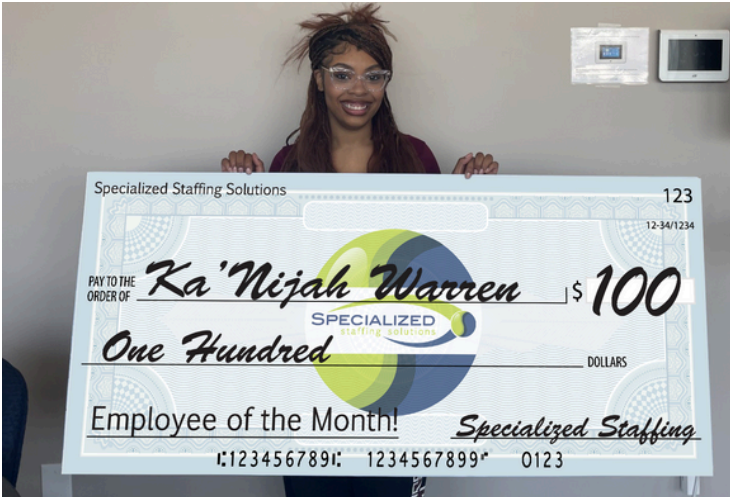 Specialized Staffing Solutions
123
12-34/1234
PAY TO THE
ORDER OF Ka'Nijah Warren $ 100
SPECIALIZED
staffing solutions
One Hundred DOLLARS
Employee of the Month! Specialized Staffing
⑆123456789⑆ 1234567899⑈ 0123